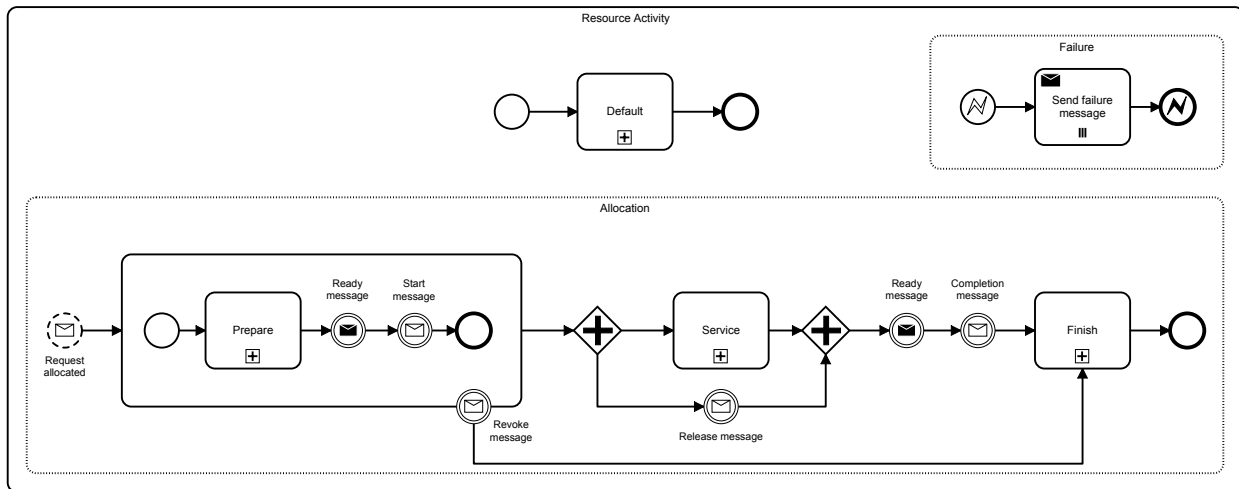 Resource Activity
Failure
Default
Send failure
message
Allocation
Request
allocated
Prepare
Ready
message
Start
message
Revoke
message
Service
Release message
Ready
message
Completion
message
Finish